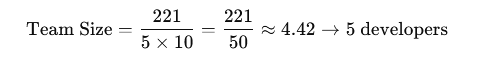 Team Size = 221 / (5 × 10) = 221 / 50 ≈ 4.42 → 5 developers